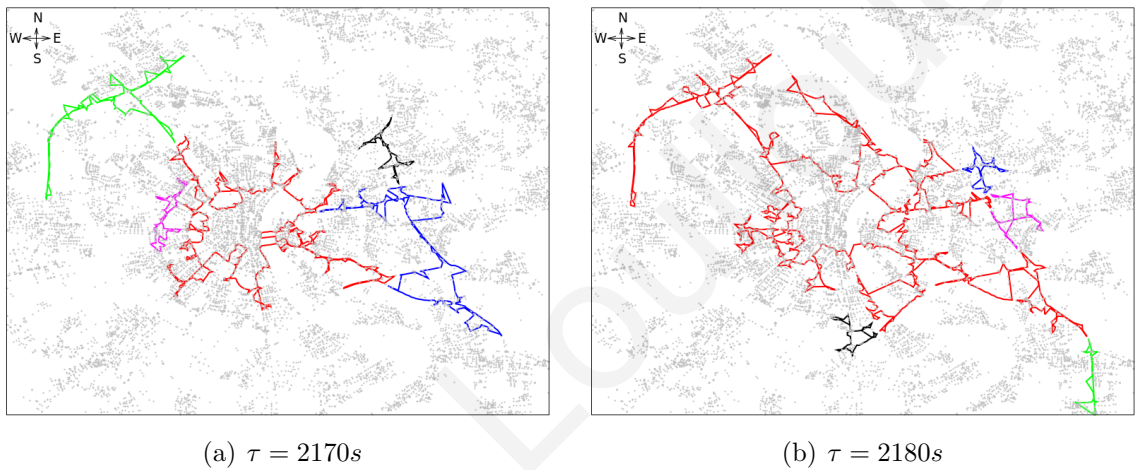 N
W E
S
N
W E
S
(a) τ = 2170s
(b) τ = 2180s